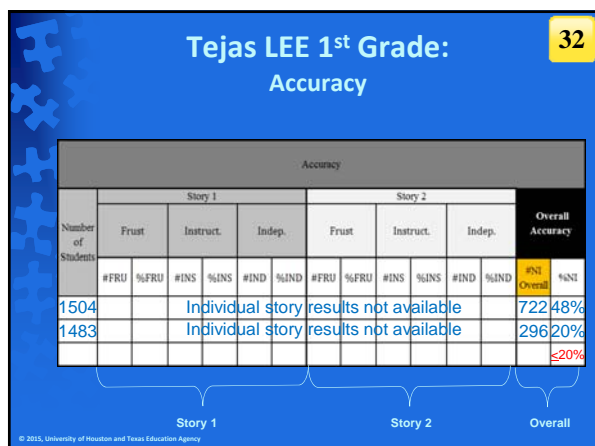 Tejas LEE 1st Grade:
Accuracy
32
Accuracy
Number of Students
Story 1
Story 2
Overall Accuracy
Frust Instruct. Indep. Frust Instruct. Indep.
#FRU %FRU #INS %INS #IND %IND #FRU %FRU #INS %INS #IND %IND #NI Overall %NI
1504 Individual story results not available 722 48%
1483 Individual story results not available 296 20%
≤20%
Story 1 Story 2 Overall
© 2015, University of Houston and Texas Education Agency